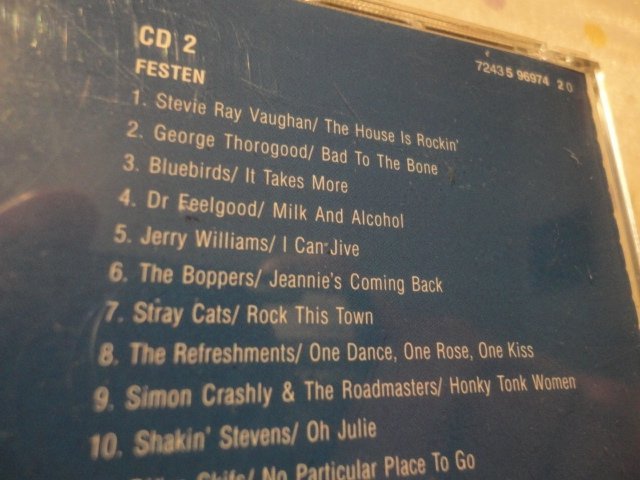 CD 2
72435 96974 2 0
FESTEN
1. Stevie Ray Vaughan/ The House Is Rockin'
2. George Thorogood/ Bad To The Bone
3. Bluebirds/ It Takes More
4. Dr Feelgood/ Milk And Alcohol
5. Jerry Williams/ I Can Jive
6. The Boppers/ Jeannie's Coming Back
7. Stray Cats/ Rock This Town
8. The Refreshments/ One Dance, One Rose, One Kiss
9. Simon Crashly & The Roadmasters/ Honky Tonk Women
10. Shakin' Stevens/ Oh Julie
No Particular Place To Go